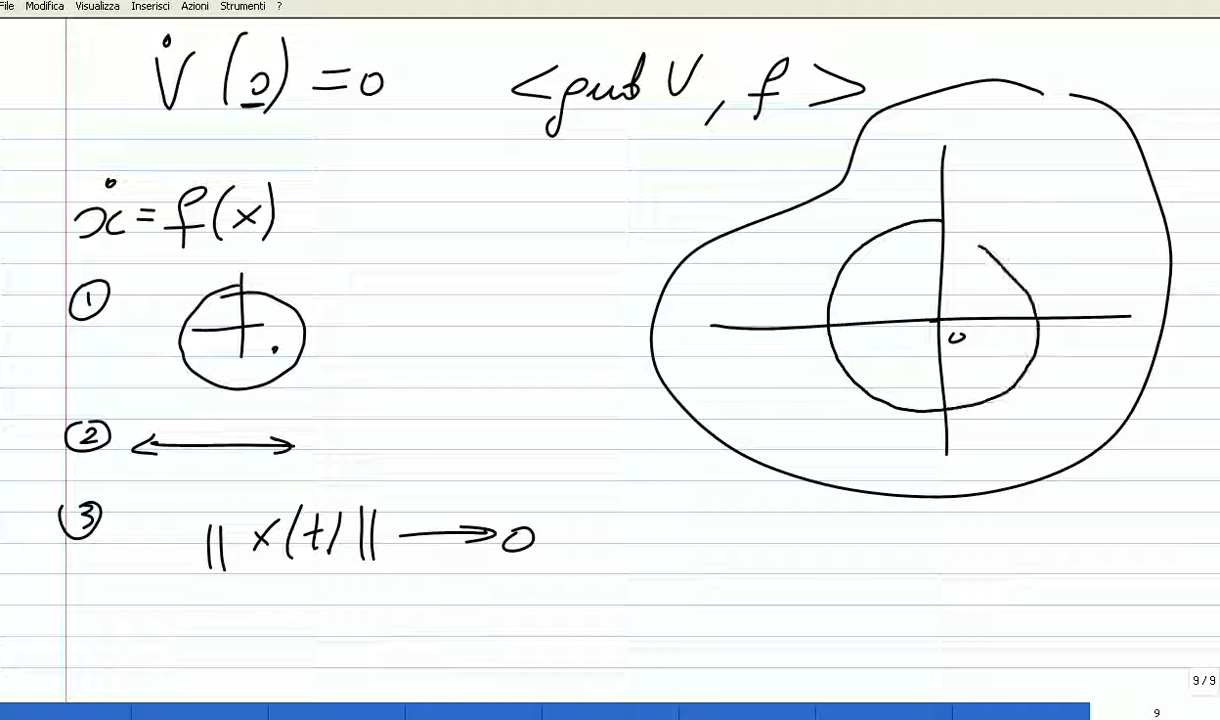 File Modifica Visualizza Inserisci Azioni Strumenti ?
V̇ (0) = 0 < grad V, f >
ẋ = f(x)
①
0
②
③ || x(t) || → 0
9/9
9